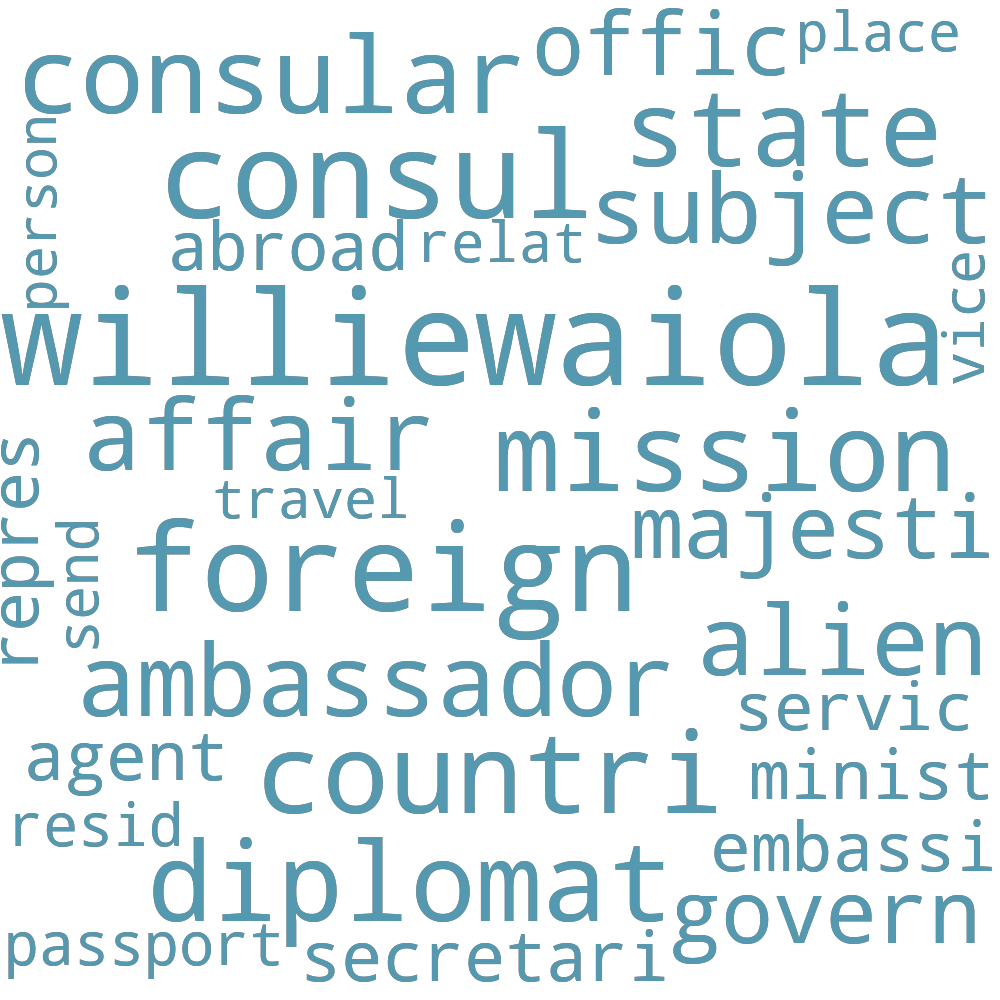 consular
offic
place
state
person
consul
subject
abroad
relat
vice
williewaiola
affair
mission
repres
travel
majesti
send
foreign
alien
ambassador
servic
agent
countri
minist
resid
embassi
diplomat
govern
passport
secretari